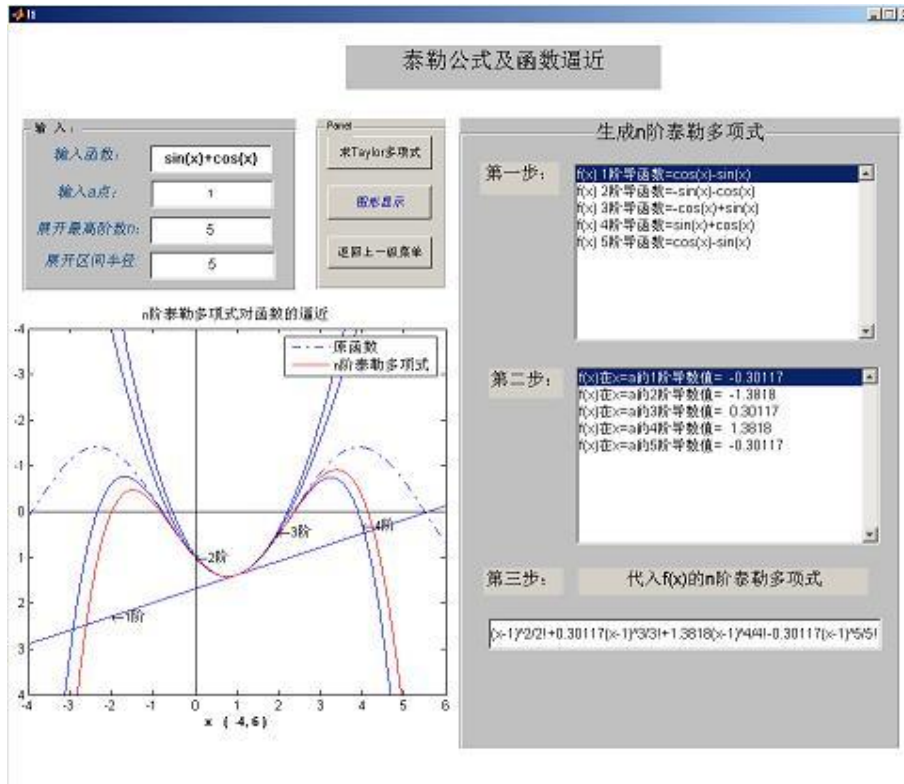 泰勒公式及函数逼近
输 入:
输入函数:
sin(x)+cos(x)
输入a点:
1
展开最高阶数n:
5
展开区间半径:
5
Panel
求Taylor多项式
图形显示
返回上一级菜单
n阶泰勒多项式对函数的逼近
原函数
n阶泰勒多项式
-4
-3
-2
-1
0
1
2
3
4
←1阶
←2阶
←3阶
←4阶
-4 -3 -2 -1 0 1 2 3 4 5 6
x ( -4,6)
生成n阶泰勒多项式
第一步:
f(x) 1阶导函数=cos(x)-sin(x)
f(x) 2阶导函数=-sin(x)-cos(x)
f(x) 3阶导函数=-cos(x)+sin(x)
f(x) 4阶导函数=sin(x)+cos(x)
f(x) 5阶导函数=cos(x)-sin(x)
第二步:
f(x)在x=a的1阶导数值= -0.30117
f(x)在x=a的2阶导数值= -1.3818
f(x)在x=a的3阶导数值= 0.30117
f(x)在x=a的4阶导数值= 1.3818
f(x)在x=a的5阶导数值= -0.30117
第三步:
代入f(x)的n阶泰勒多项式
(x-1)^2/2!+0.30117(x-1)^3/3!+1.3818(x-1)^4/4!-0.30117(x-1)^5/5!